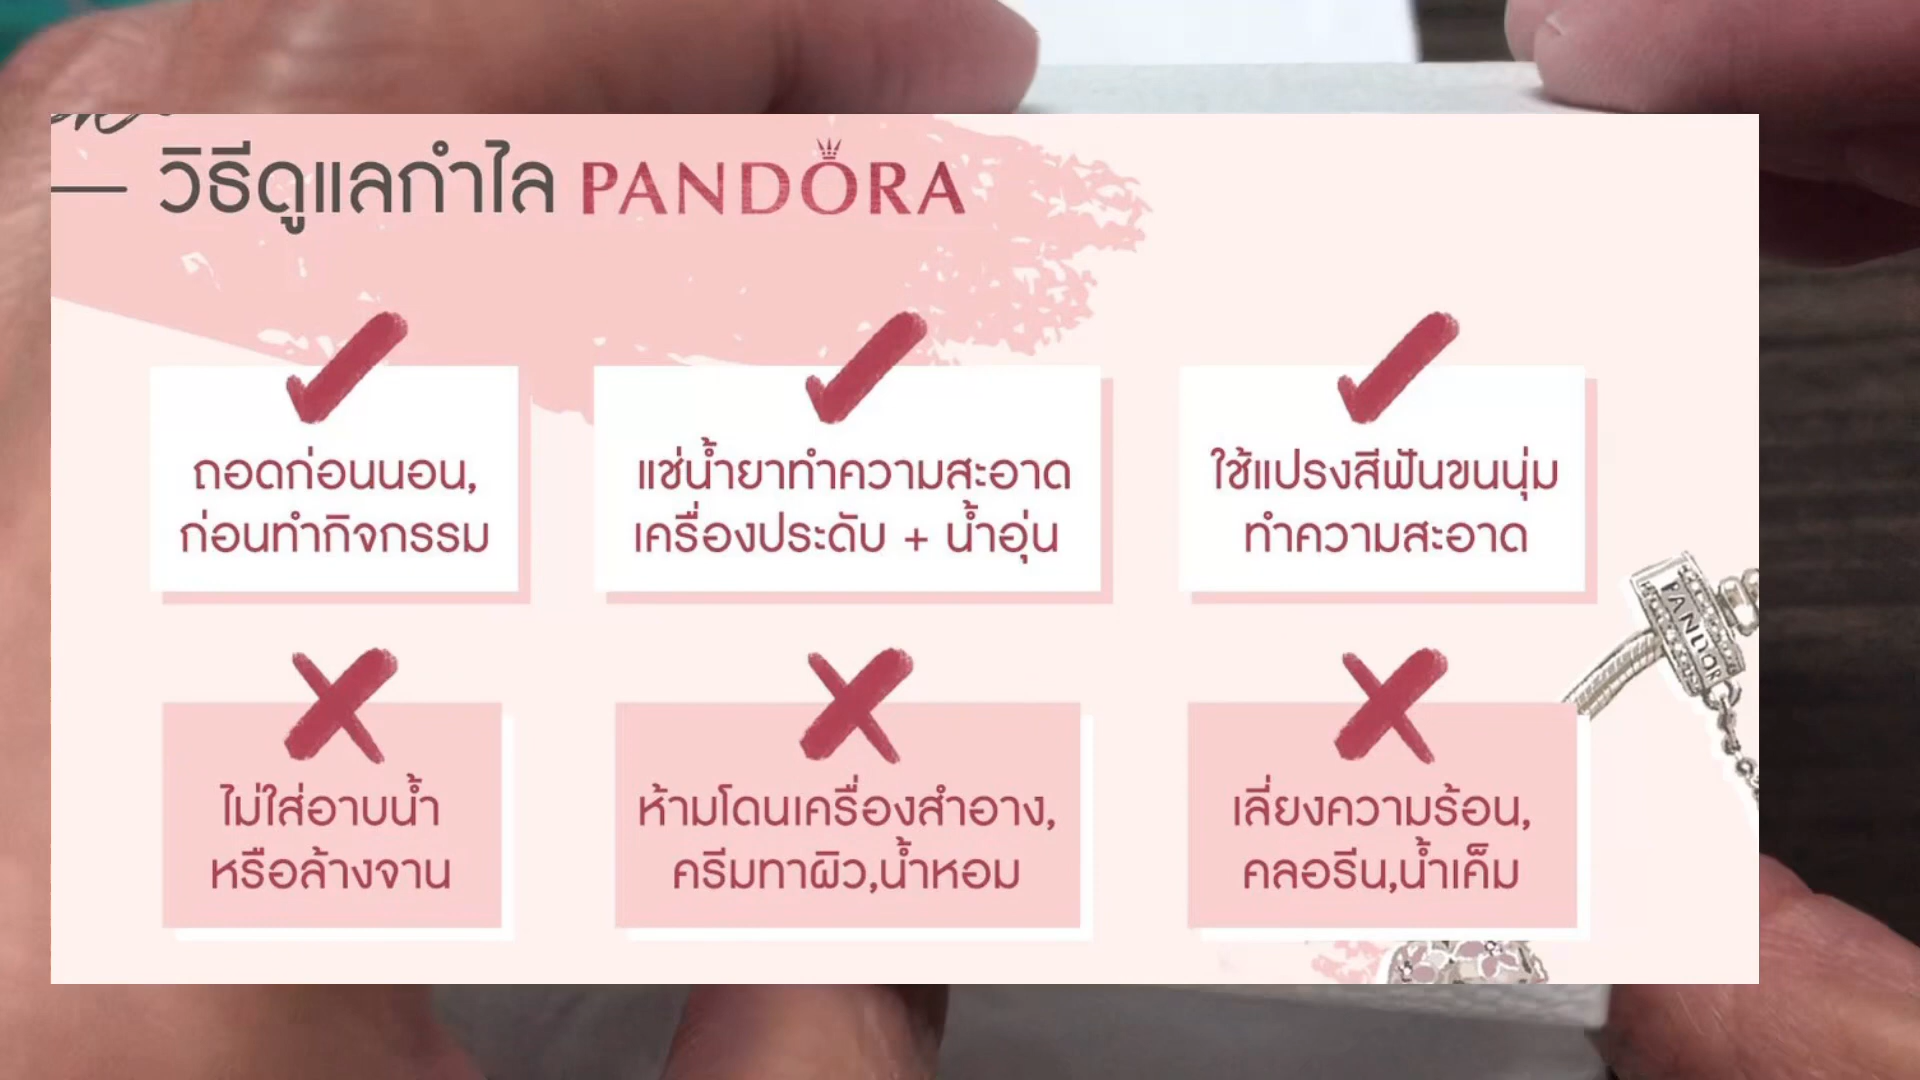 วิธีดูแลกำไล PANDORA
ถอดก่อนนอน,
ก่อนทำกิจกรรม
แช่น้ำยาทำความสะอาด
เครื่องประดับ + น้ำอุ่น
ใช้แปรงสีฟันขนนุ่ม
ทำความสะอาด
PANDOR
ไม่ใส่อาบน้ำ
หรือล้างจาน
ห้ามโดนเครื่องสำอาง,
ครีมทาผิว,น้ำหอม
เลี่ยงความร้อน,
คลอรีน,น้ำเค็ม